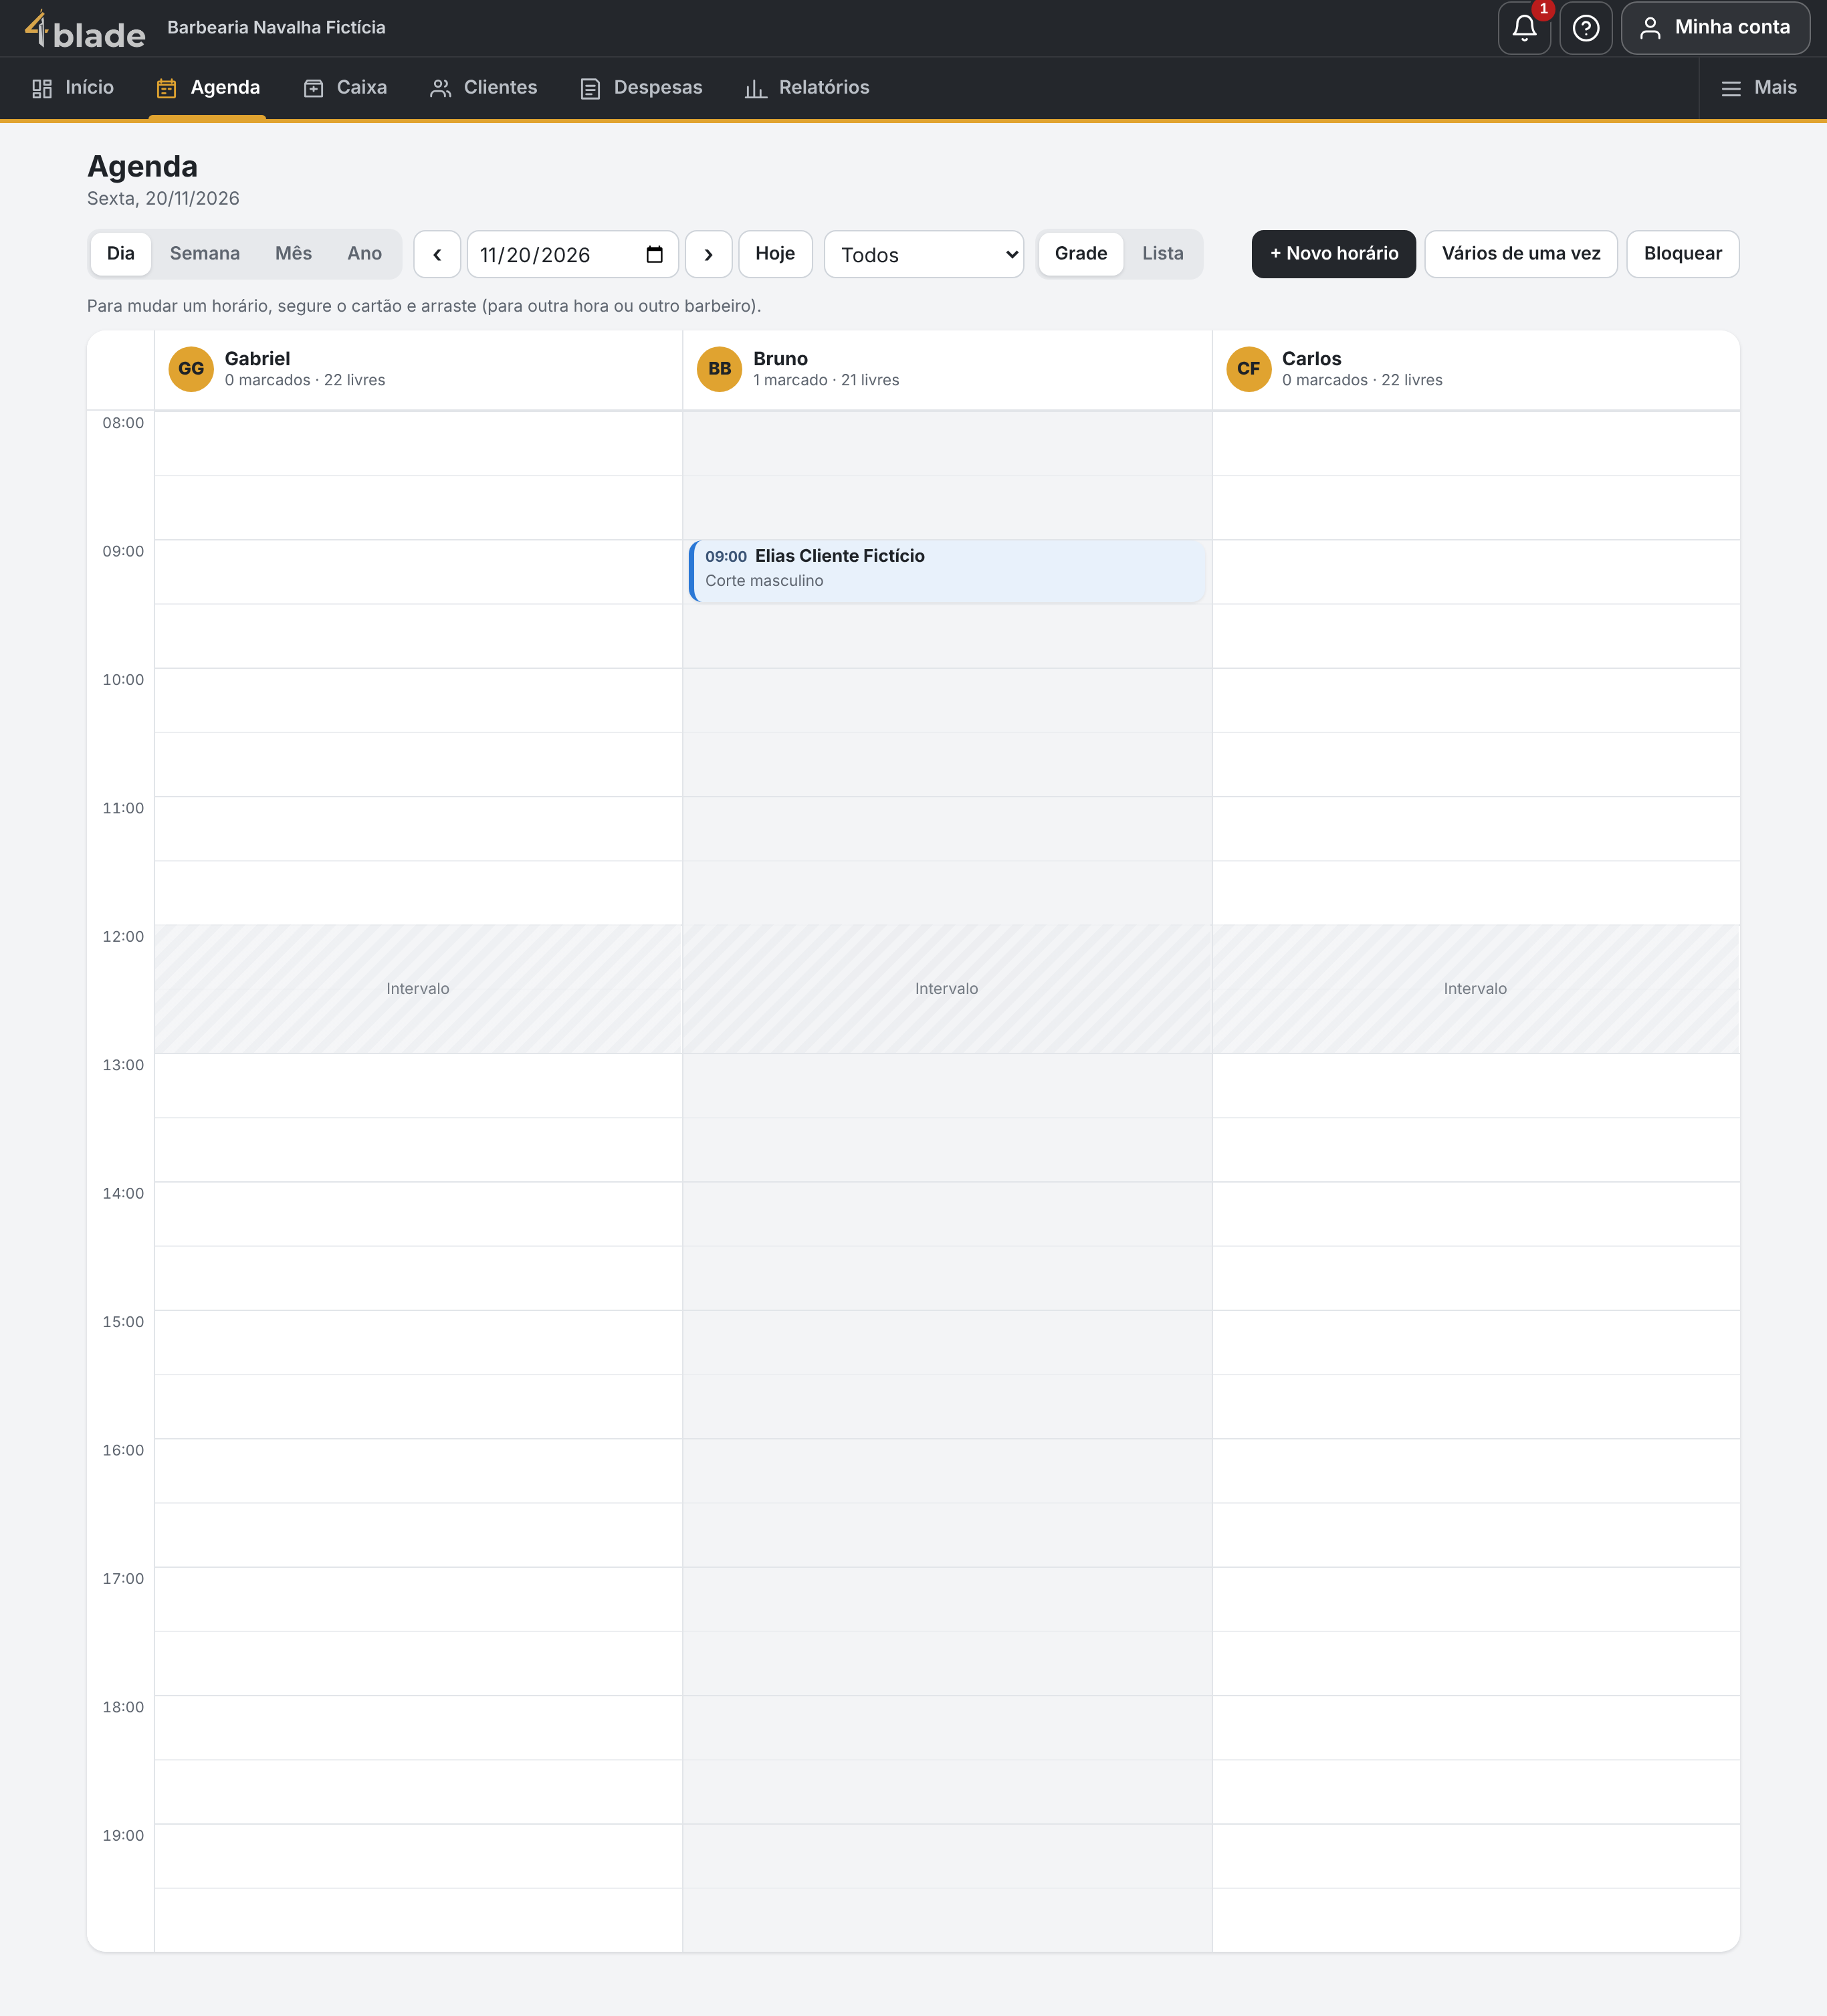 4blade Barbearia Navalha Fictícia 1 Minha conta
Início Agenda Caixa Clientes Despesas Relatórios Mais
Agenda
Sexta, 20/11/2026
Dia Semana Mês Ano ‹ 11/20/2026 › Hoje Todos Grade Lista + Novo horário Vários de uma vez Bloquear
Para mudar um horário, segure o cartão e arraste (para outra hora ou outro barbeiro).
GG Gabriel
0 marcados · 22 livres
BB Bruno
1 marcado · 21 livres
CF Carlos
0 marcados · 22 livres
08:00
09:00
09:00 Elias Cliente Fictício
Corte masculino
10:00
11:00
12:00
Intervalo Intervalo Intervalo
13:00
14:00
15:00
16:00
17:00
18:00
19:00